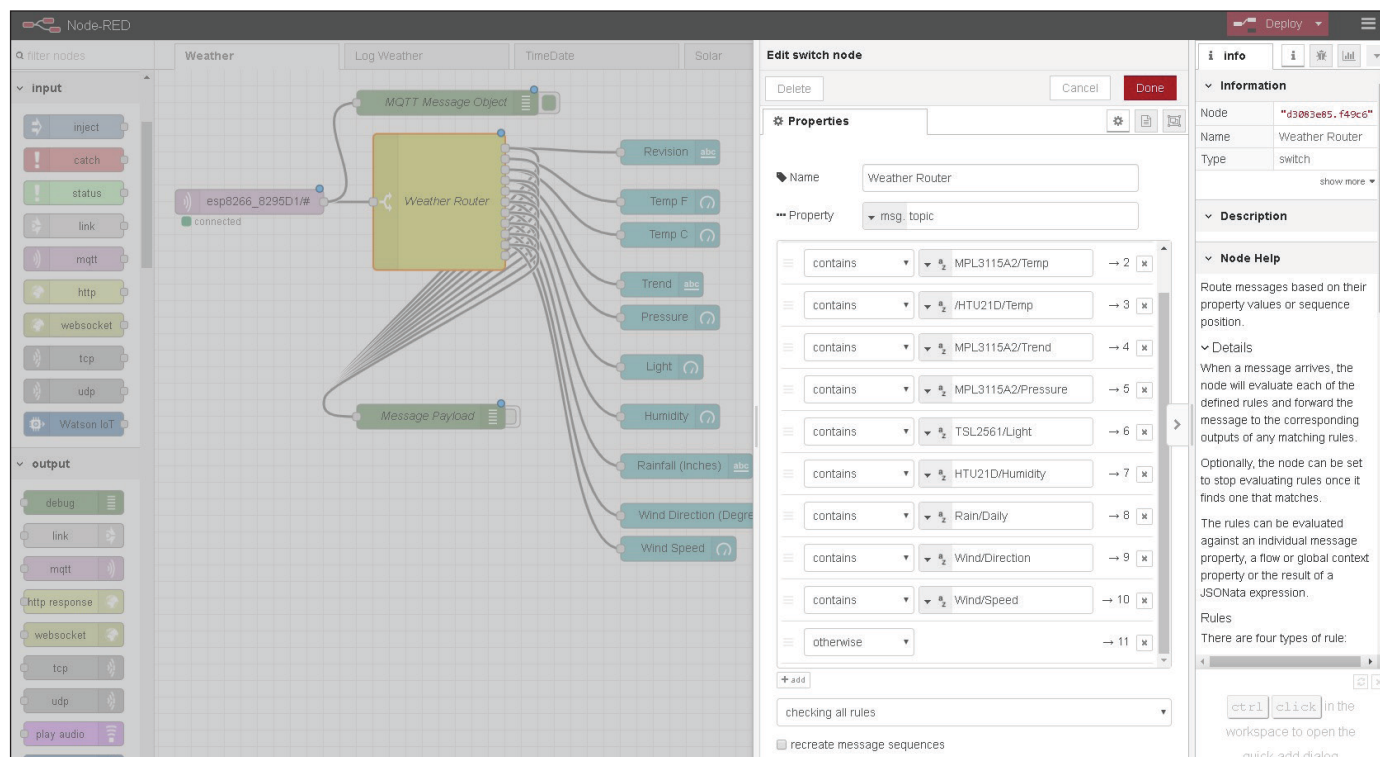 Node-RED
Deploy
filter nodes
input
inject
catch
status
link
mqtt
http
websocket
tcp
udp
Watson IoT
output
debug
link
mqtt
http response
websocket
tcp
udp
play audio
Weather
Log Weather
TimeDate
Solar
MQTT Message Object
esp8266_8295D1/#
connected
Weather Router
Message Payload
Revision abc
Temp F
Temp C
Trend abc
Pressure
Light
Humidity
Rainfall (Inches) abc
Wind Direction (Degre
Wind Speed
Edit switch node
Delete
Cancel
Done
Properties
Name
Weather Router
Property
msg. topic
contains MPL3115A2/Temp → 2
contains /HTU21D/Temp → 3
contains MPL3115A2/Trend → 4
contains MPL3115A2/Pressure → 5
contains TSL2561/Light → 6
contains HTU21D/Humidity → 7
contains Rain/Daily → 8
contains Wind/Direction → 9
contains Wind/Speed → 10
otherwise → 11
+ add
checking all rules
recreate message sequences
i info
i
Information
Node "d3083e85.f49c6"
Name Weather Router
Type switch
show more
Description
Node Help
Route messages based on their
property values or sequence
position.
Details
When a message arrives, the
node will evaluate each of the
defined rules and forward the
message to the corresponding
outputs of any matching rules.
Optionally, the node can be set
to stop evaluating rules once it
finds one that matches.
The rules can be evaluated
against an individual message
property, a flow or global context
property or the result of a
JSONata expression.
Rules
There are four types of rule:
ctrl click in the
workspace to open the
quick add dialog